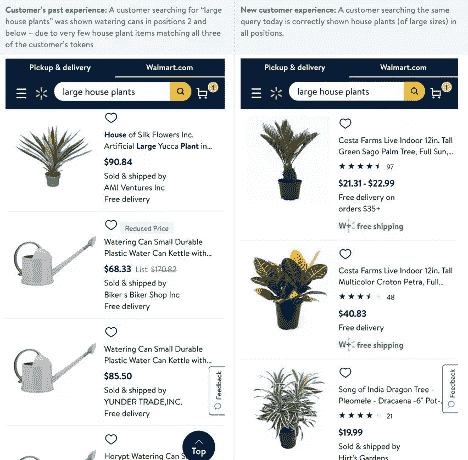 Customer's past experience: A customer searching for "large
house plants" was shown watering cans in positions 2 and
below – due to very few house plant items matching all three
of the customer's tokens
Pickup & delivery
Walmart.com
large house plants
1
House of Silk Flowers Inc.
Artificial Large Yucca Plant in...
$90.84
Sold & shipped by
AMI Ventures Inc
Free delivery
Reduced Price
Watering Can Small Durable
Plastic Water Can Kettle with...
$68.33 List $170.82
Sold & shipped by
Biker s Biker Shop Inc
Free delivery
Watering Can Small Durable
Plastic Water Can Kettle with...
$85.50
Sold & shipped by
YUNDER TRADE,INC.
Free delivery
Feedback
Horypt Watering Can S
Top
New customer experience: A customer searching the same
query today is correctly shown house plants (of large sizes) in
all positions.
Pickup & delivery
Walmart.com
large house plants
1
Costa Farms Live Indoor 12in. Tall
Green Sago Palm Tree, Full Sun,...
97
$21.31 - $22.99
Free delivery on
orders $35+
W+ free shipping
Costa Farms Live Indoor 12in. Tall
Multicolor Croton Petra, Full...
48
$40.83
Free delivery
W+ free shipping
Feedback
Song of India Dragon Tree -
Pleomele - Dracaena -6" Pot-...
21
$19.99
Sold & shipped by
Hirt's Gardens